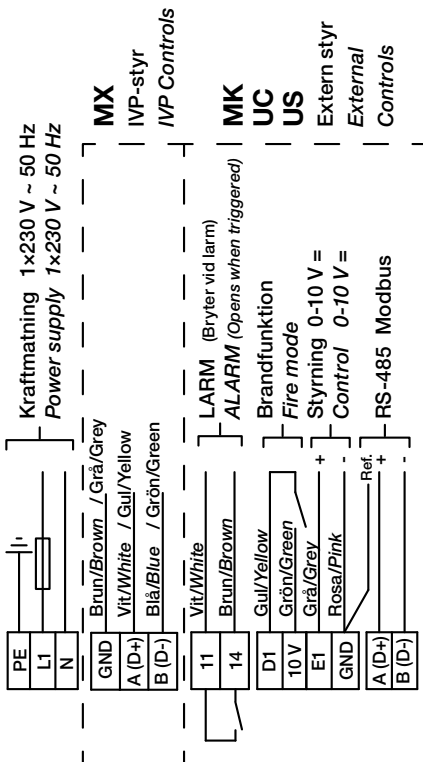 PE
L1
N
Kraftmatning 1×230 V ~ 50 Hz
Power supply 1×230 V ~ 50 Hz
GND
A (D+)
B (D-)
Brun/Brown / Grå/Grey
Vit/White / Gul/Yellow
Blå/Blue / Grön/Green
MX
IVP-styr
IVP Controls
11
14
Vit/White
Brun/Brown
LARM (Bryter vid larm)
ALARM (Opens when triggered)
D1
10 V
E1
GND
Gul/Yellow
Grön/Green
Grå/Grey
Rosa/Pink
Brandfunktion
Fire mode
+
-
Styrning 0-10 V =
Control 0-10 V =
A (D+)
B (D-)
Ref.
+
-
RS-485 Modbus
MK
UC
US
Extern styr
External
Controls